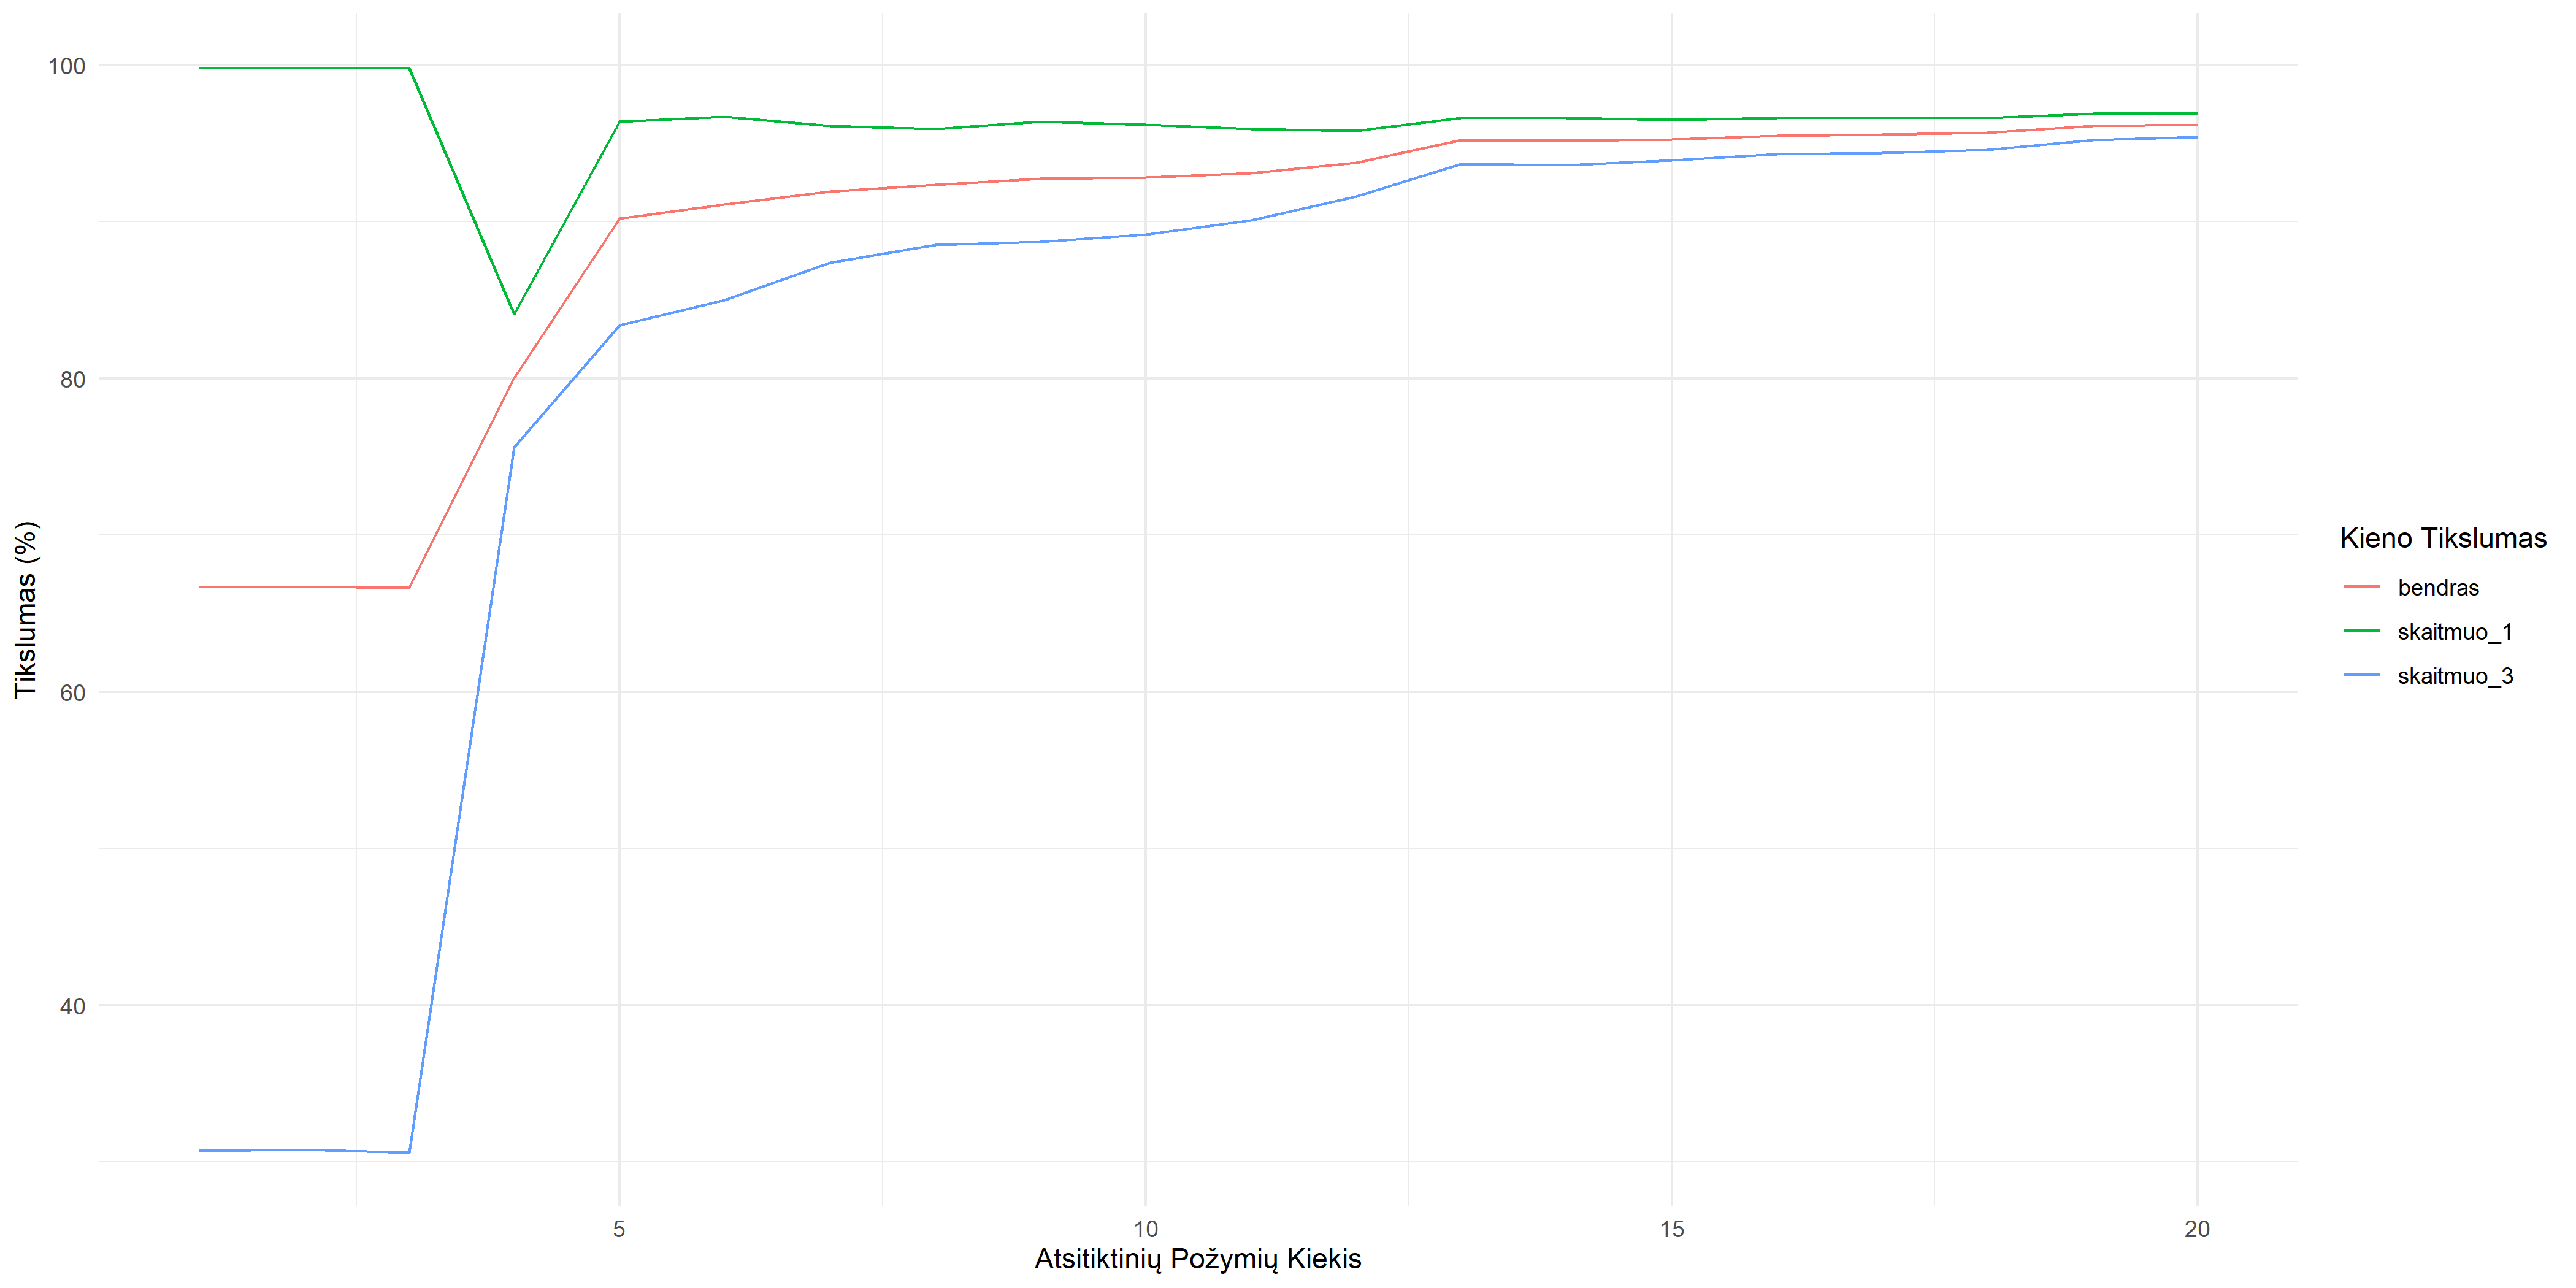 100
80
60
40
Tikslumas (%)
5
10
15
20
Atsitiktinių Požymių Kiekis
Kieno Tikslumas
bendras
skaitmuo_1
skaitmuo_3